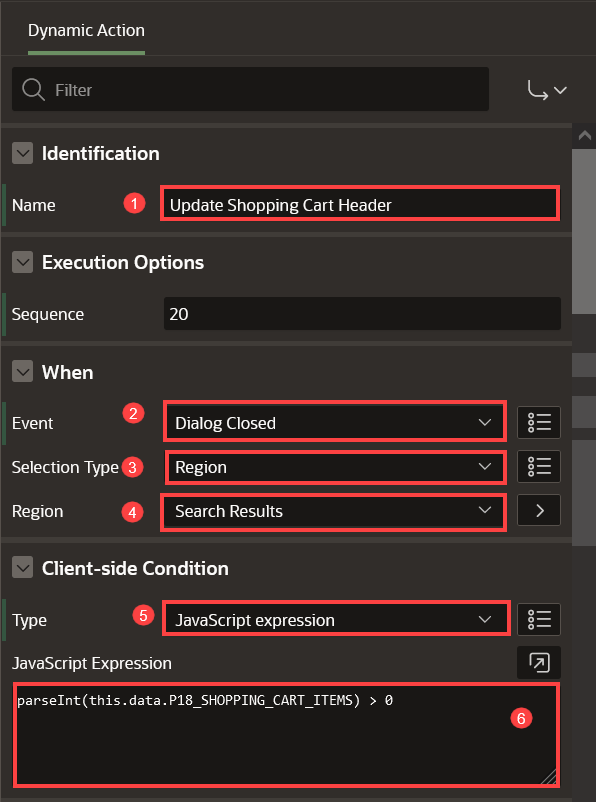 Dynamic Action
Filter
Identification
Name 1 Update Shopping Cart Header
Execution Options
Sequence 20
When
Event 2 Dialog Closed
Selection Type 3 Region
Region 4 Search Results
Client-side Condition
Type 5 JavaScript expression
JavaScript Expression
parseInt(this.data.P18_SHOPPING_CART_ITEMS) > 0
6